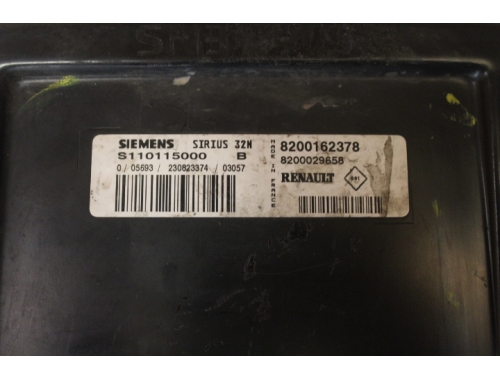 SIEMENS SIRIUS 32N
S110115000 B
0 / 05693 / 230823374 / 03057
MADE IN FRANCE
8200162378
8200029658
RENAULT